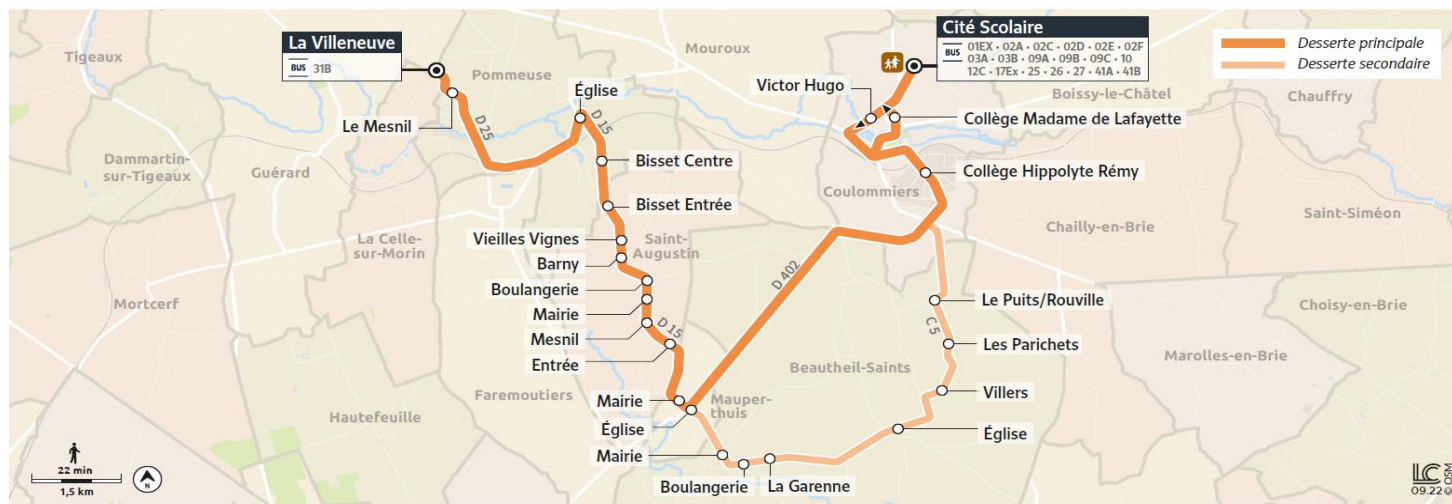 La Villeneuve
BUS 31B
Cité Scolaire
BUS 01EX • 02A • 02C • 02D • 02E • 02F
03A • 03B • 09A • 09B • 09C • 10
12C • 17Ex • 25 • 26 • 27 • 41A • 41B
Desserte principale
Desserte secondaire
Tigeaux
Pommeuse
Mouroux
Boissy-le-Châtel
Chauffry
Dammartin-
sur-Tigeaux
Guérard
La Celle-
sur-Morin
Mortcerf
Hautefeuille
Faremoutiers
Saint-
Augustin
Mauper-
thuis
Beautheil-Saints
Coulommiers
Chailly-en-Brie
Saint-Siméon
Choisy-en-Brie
Marolles-en-Brie
Le Mesnil
D 25
Église
D 15
Bisset Centre
Bisset Entrée
Vieilles Vignes
Barny
Boulangerie
Mairie
Mesnil
D 15
Entrée
Mairie
Église
Mairie
Boulangerie
La Garenne
Église
Villers
Les Parichets
C 5
Le Puits/Rouville
D 402
Collège Hippolyte Rémy
Collège Madame de Lafayette
Victor Hugo
22 min
1,5 km
N
LC
09.22